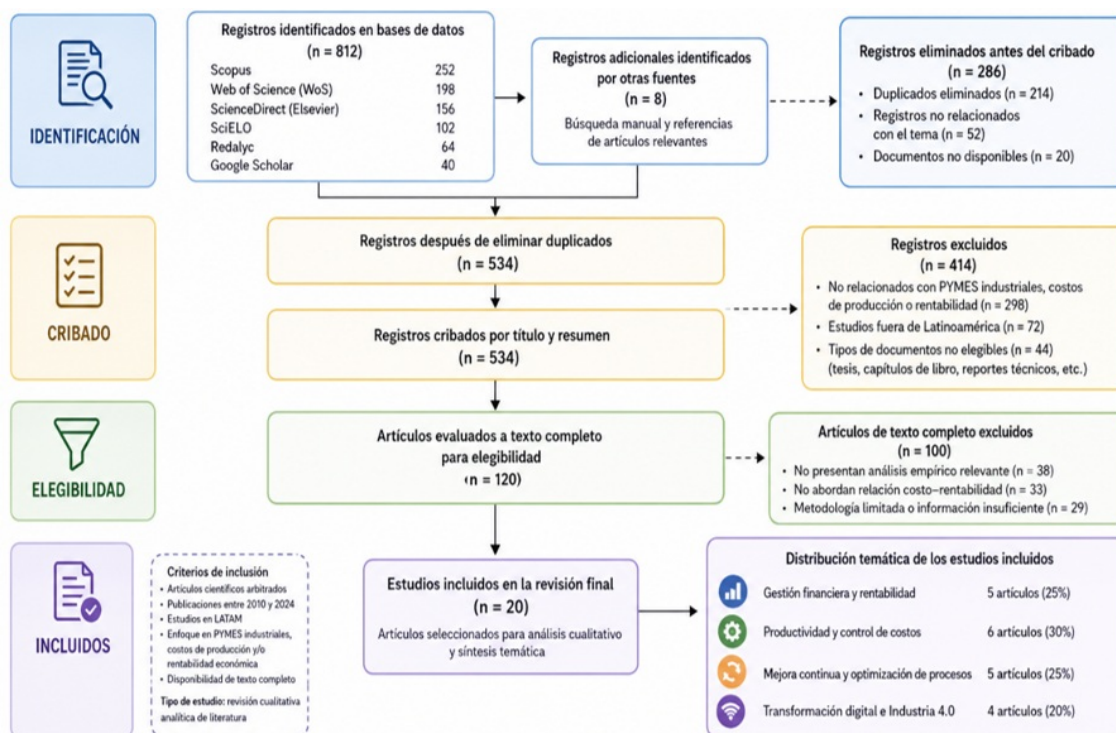 IDENTIFICACIÓN
Registros identificados en bases de datos
(n = 812)
Scopus 252
Web of Science (WoS) 198
ScienceDirect (Elsevier) 156
SciELO 102
Redalyc 64
Google Scholar 40
Registros adicionales identificados
por otras fuentes
(n = 8)
Búsqueda manual y referencias
de artículos relevantes
Registros eliminados antes del cribado
(n = 286)
• Duplicados eliminados (n = 214)
• Registros no relacionados
con el tema (n = 52)
• Documentos no disponibles (n = 20)
CRIBADO
Registros después de eliminar duplicados
(n = 534)
Registros cribados por título y resumen
(n = 534)
Registros excluidos
(n = 414)
• No relacionados con PYMES industriales, costos
de producción o rentabilidad (n = 298)
• Estudios fuera de Latinoamérica (n = 72)
• Tipos de documentos no elegibles (n = 44)
(tesis, capítulos de libro, reportes técnicos, etc.)
ELEGIBILIDAD
Artículos evaluados a texto completo
para elegibilidad
(n = 120)
Artículos de texto completo excluidos
(n = 100)
• No presentan análisis empírico relevante (n = 38)
• No abordan relación costo–rentabilidad (n = 33)
• Metodología limitada o información insuficiente (n = 29)
INCLUIDOS
Criterios de inclusión
• Artículos científicos arbitrados
• Publicaciones entre 2010 y 2024
• Estudios en LATAM
• Enfoque en PYMES industriales,
costos de producción y/o
rentabilidad económica
• Disponibilidad de texto completo
Tipo de estudio: revisión cualitativa
analítica de literatura
Estudios incluidos en la revisión final
(n = 20)
Artículos seleccionados para análisis cualitativo
y síntesis temática
Distribución temática de los estudios incluidos
Gestión financiera y rentabilidad 5 artículos (25%)
Productividad y control de costos 6 artículos (30%)
Mejora continua y optimización de procesos 5 artículos (25%)
Transformación digital e Industria 4.0 4 artículos (20%)